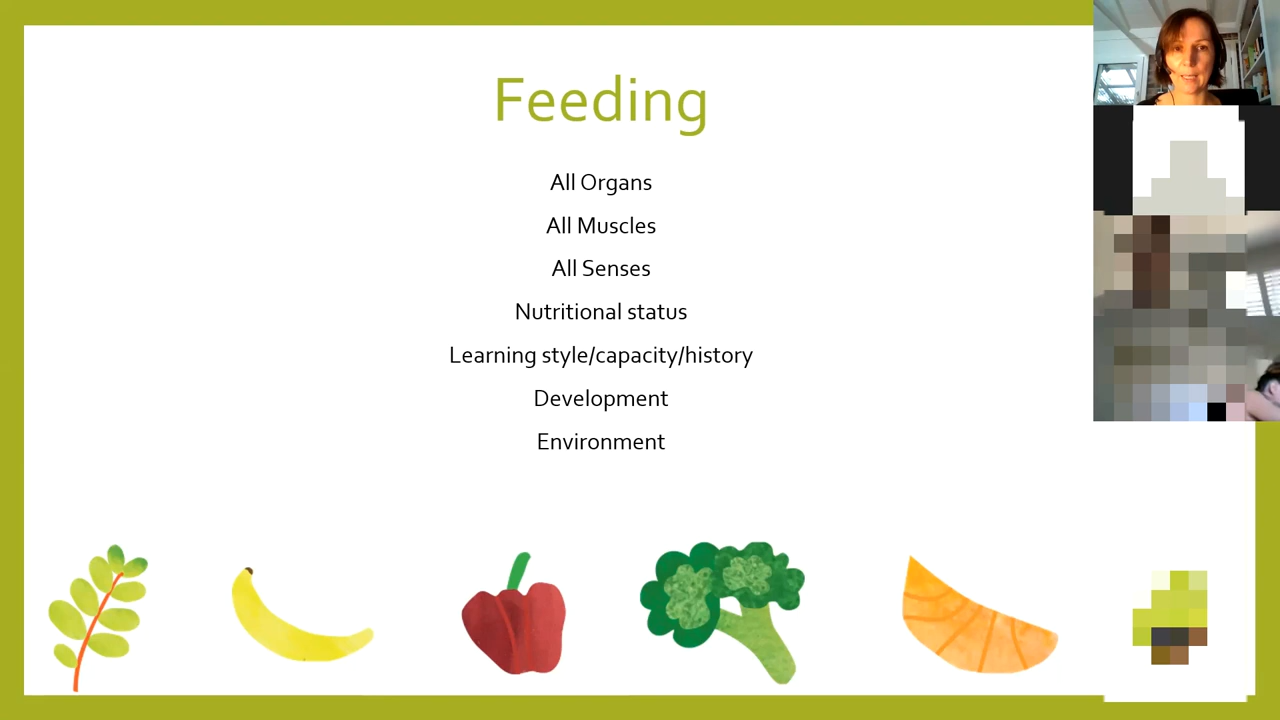 Feeding
All Organs
All Muscles
All Senses
Nutritional status
Learning style/capacity/history
Development
Environment